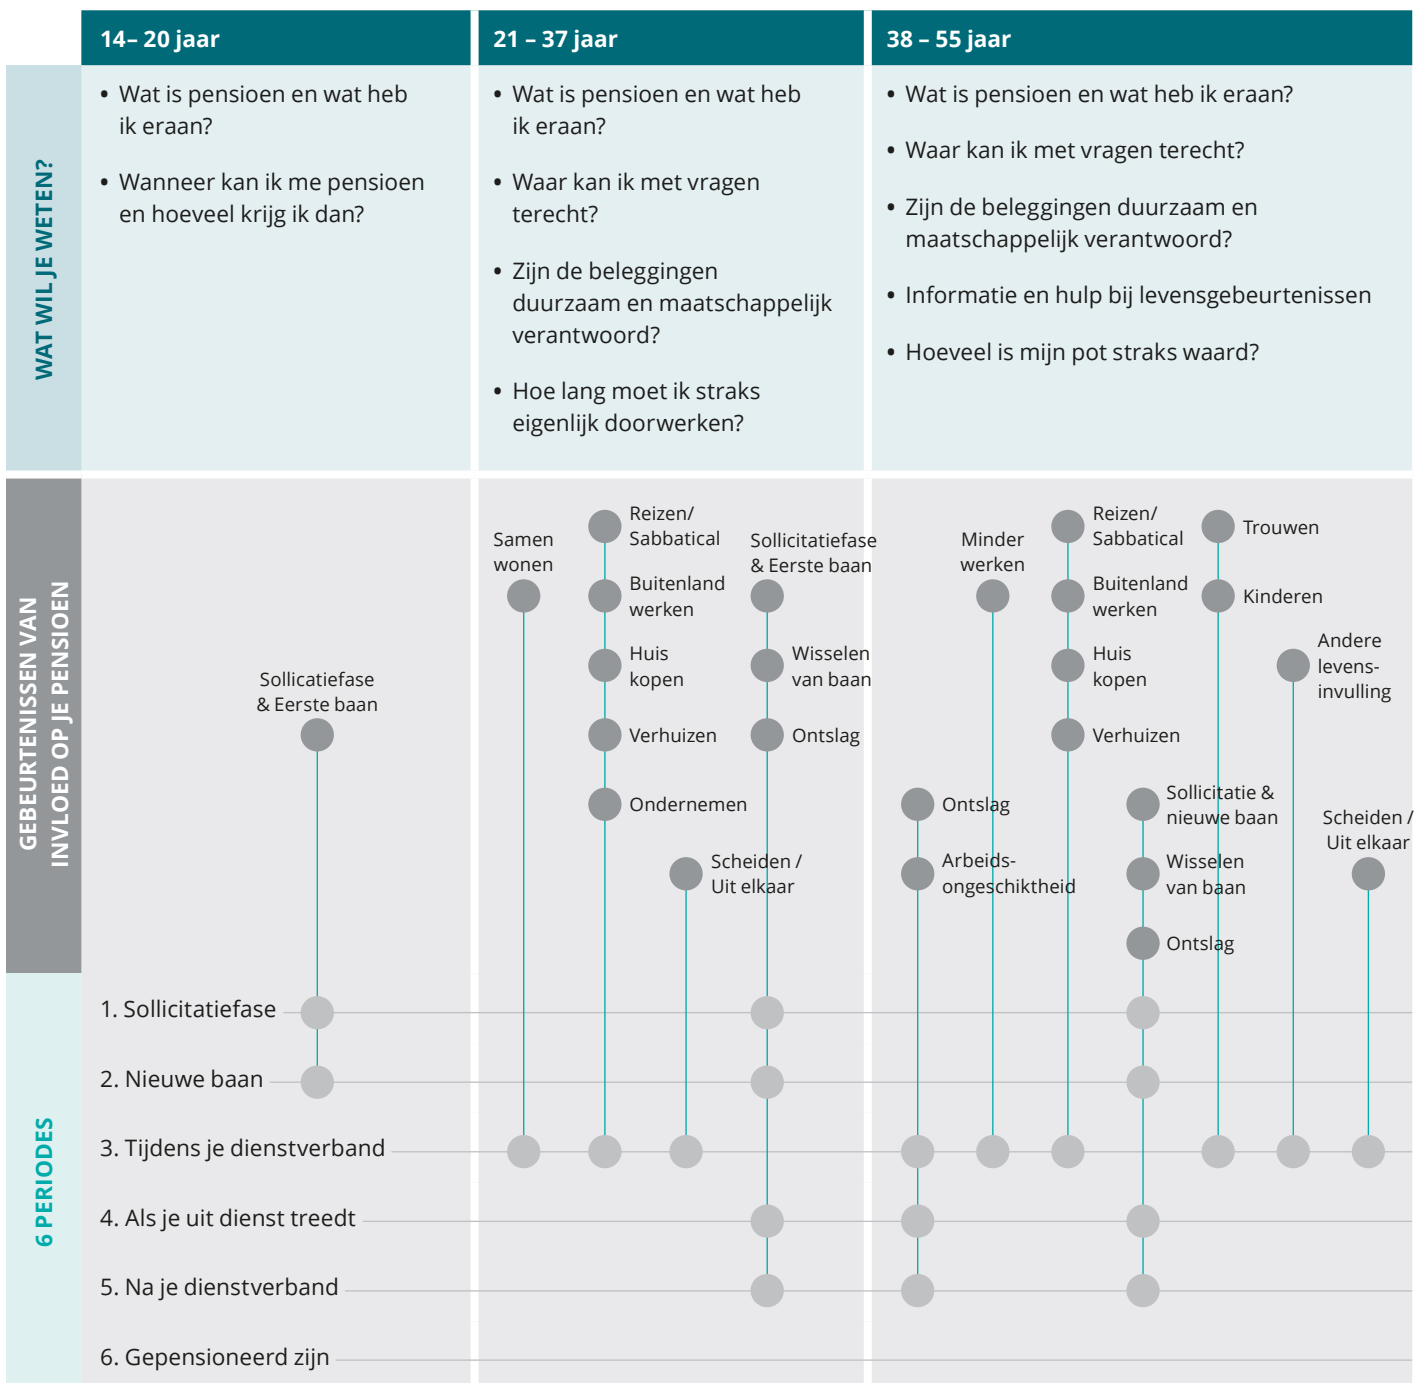 14– 20 jaar
21 – 37 jaar
38 – 55 jaar
WAT WIL JE WETEN?
• Wat is pensioen en wat heb
ik eraan?
• Wanneer kan ik me pensioen
en hoeveel krijg ik dan?
• Wat is pensioen en wat heb
ik eraan?
• Waar kan ik met vragen
terecht?
• Zijn de beleggingen
duurzaam en maatschappelijk
verantwoord?
• Hoe lang moet ik straks
eigenlijk doorwerken?
• Wat is pensioen en wat heb ik eraan?
• Waar kan ik met vragen terecht?
• Zijn de beleggingen duurzaam en
maatschappelijk verantwoord?
• Informatie en hulp bij levensgebeurtenissen
• Hoeveel is mijn pot straks waard?
GEBEURTENISSEN VAN
INVLOED OP JE PENSIOEN
Sollicatiefase
& Eerste baan
Samen
wonen
Reizen/
Sabbatical
Buitenland
werken
Huis
kopen
Verhuizen
Ondernemen
Scheiden /
Uit elkaar
Sollicitatiefase
& Eerste baan
Wisselen
van baan
Ontslag
Ontslag
Arbeids-
ongeschiktheid
Minder
werken
Reizen/
Sabbatical
Buitenland
werken
Huis
kopen
Verhuizen
Sollicitatie &
nieuwe baan
Wisselen
van baan
Ontslag
Trouwen
Kinderen
Andere
levens-
invulling
Scheiden /
Uit elkaar
6 PERIODES
1. Sollicitatiefase
2. Nieuwe baan
3. Tijdens je dienstverband
4. Als je uit dienst treedt
5. Na je dienstverband
6. Gepensioneerd zijn